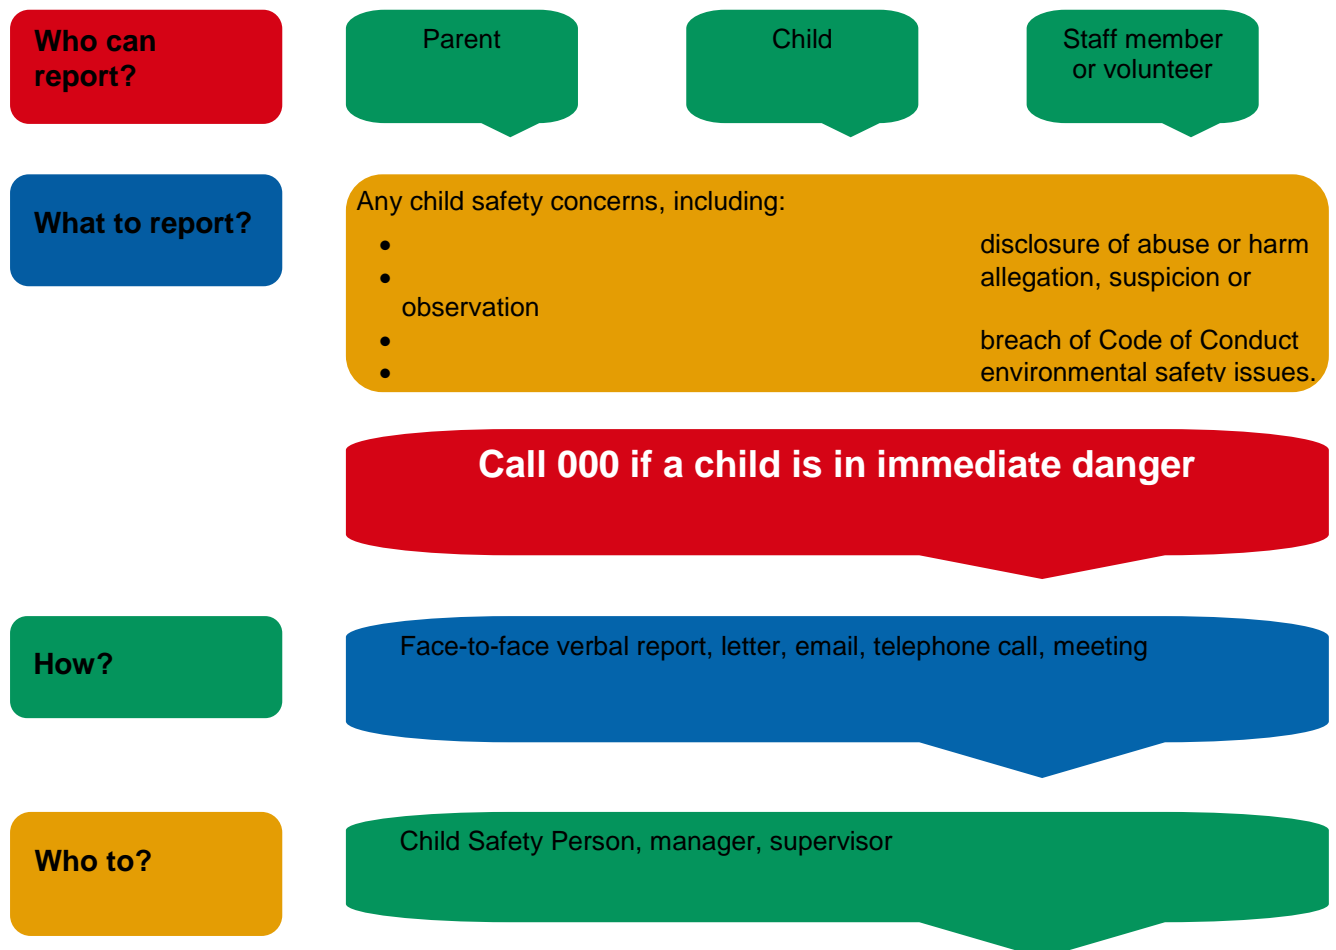 Who can
report?
Parent
Child
Staff member
or volunteer
What to report?
Any child safety concerns, including:
• disclosure of abuse or harm
• allegation, suspicion or
observation
• breach of Code of Conduct
• environmental safety issues.
Call 000 if a child is in immediate danger
How?
Face-to-face verbal report, letter, email, telephone call, meeting
Who to?
Child Safety Person, manager, supervisor